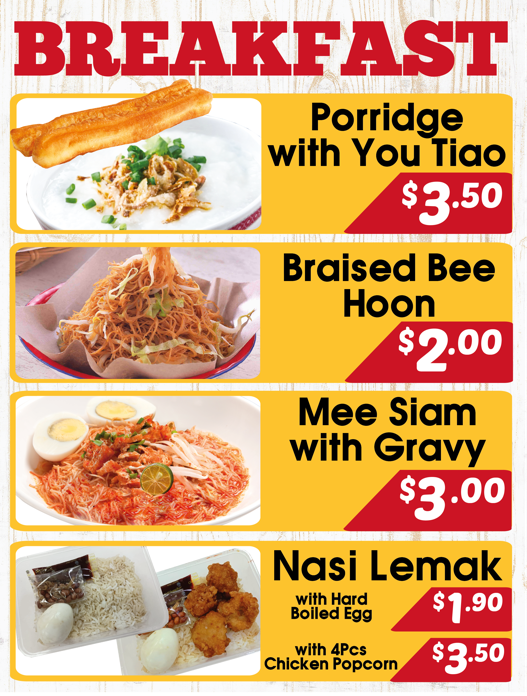 BREAKFAST
Porridge
with You Tiao
$3.50
Braised Bee
Hoon
$2.00
Mee Siam
with Gravy
$3.00
Nasi Lemak
with Hard
Boiled Egg
$1.90
with 4Pcs
Chicken Popcorn
$3.50